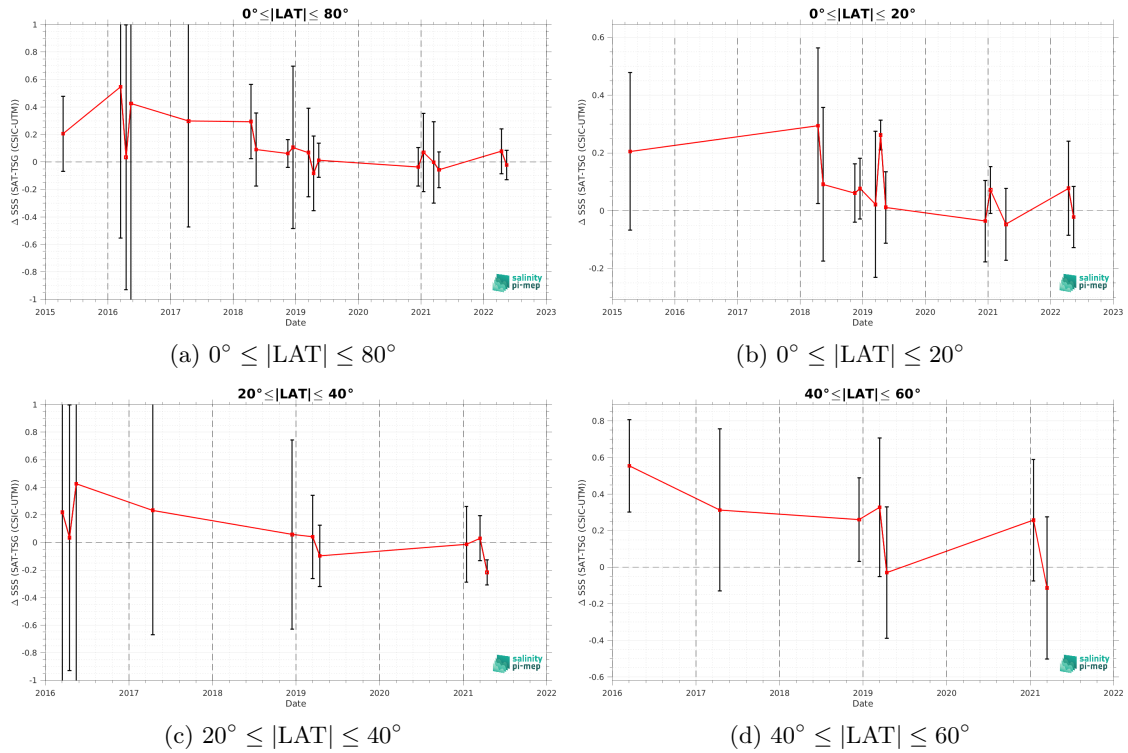 0°≤|LAT|≤ 80°
1
0.8
0.6
0.4
0.2
0
-0.2
-0.4
-0.6
-0.8
-1
Δ SSS (SAT-TSG (CSIC-UTM))
2015 2016 2017 2018 2019 2020 2021 2022 2023
Date
salinity
pi-mep
(a) 0° ≤ |LAT| ≤ 80°
0°≤|LAT|≤ 20°
0.6
0.4
0.2
0
-0.2
Δ SSS (SAT-TSG (CSIC-UTM))
2015 2016 2017 2018 2019 2020 2021 2022 2023
Date
salinity
pi-mep
(b) 0° ≤ |LAT| ≤ 20°
20°≤|LAT|≤ 40°
1
0.8
0.6
0.4
0.2
0
-0.2
-0.4
-0.6
-0.8
-1
Δ SSS (SAT-TSG (CSIC-UTM))
2016 2017 2018 2019 2020 2021 2022
Date
salinity
pi-mep
(c) 20° ≤ |LAT| ≤ 40°
40°≤|LAT|≤ 60°
0.8
0.6
0.4
0.2
0
-0.2
-0.4
-0.6
Δ SSS (SAT-TSG (CSIC-UTM))
2016 2017 2018 2019 2020 2021 2022
Date
salinity
pi-mep
(d) 40° ≤ |LAT| ≤ 60°